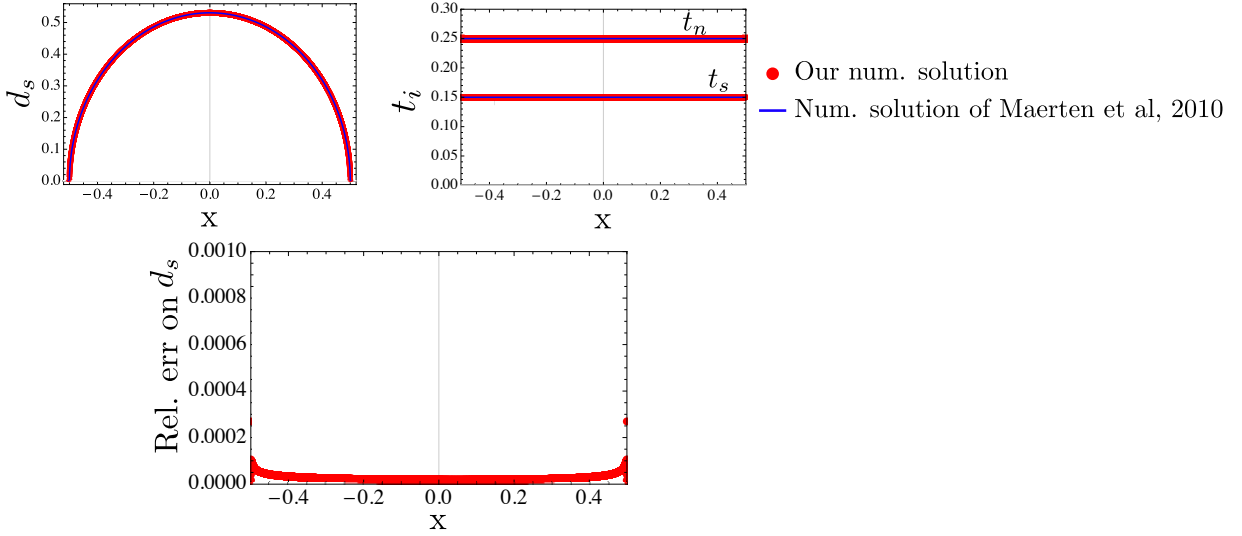 d_s
0.5
0.4
0.3
0.2
0.1
0.0
−0.4 −0.2 0.0 0.2 0.4
x
t_i
0.30
0.25
0.20
0.15
0.10
0.05
0.00
t_n
t_s
−0.4 −0.2 0.0 0.2 0.4
x
Our num. solution
Num. solution of Maerten et al, 2010
Rel. err on d_s
0.0010
0.0008
0.0006
0.0004
0.0002
0.0000
−0.4 −0.2 0.0 0.2 0.4
x